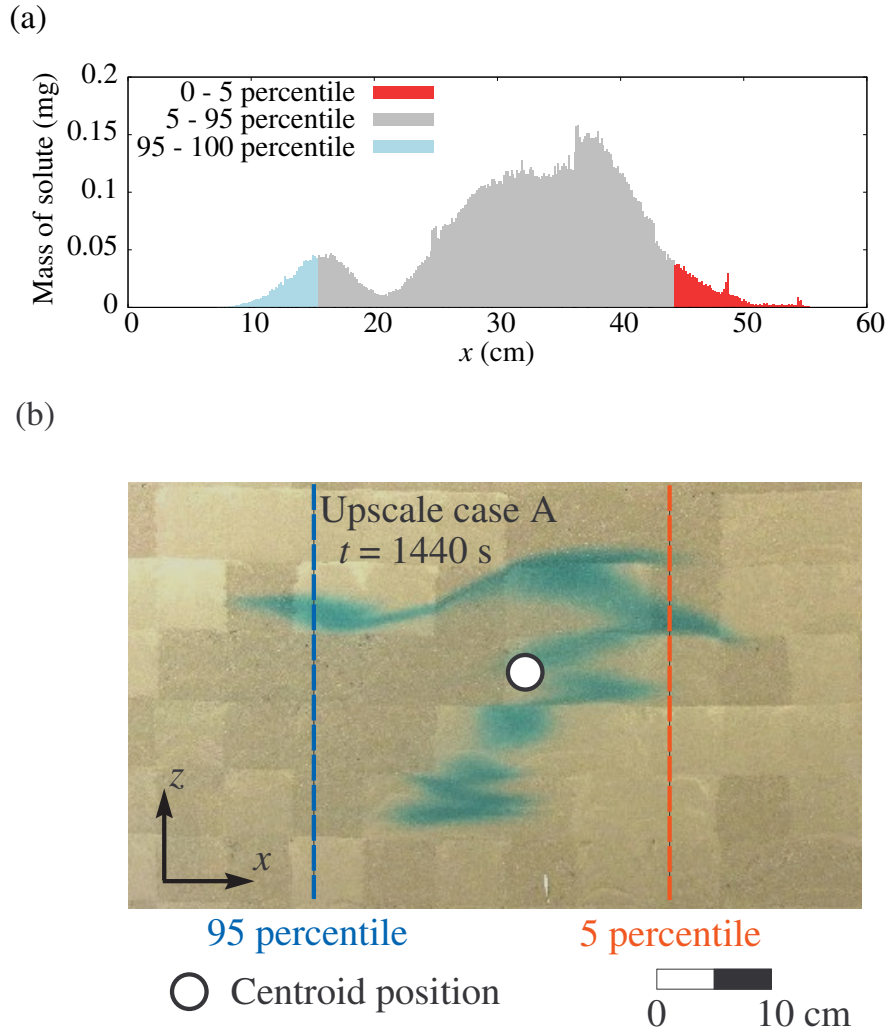 (a)
0.2
0.15
0.1
0.05
0
Mass of solute (mg)
0 - 5 percentile
5 - 95 percentile
95 - 100 percentile
0 10 20 30 40 50 60
x (cm)
(b)
Upscale case A
t = 1440 s
z
x
95 percentile
5 percentile
Centroid position
0 10 cm